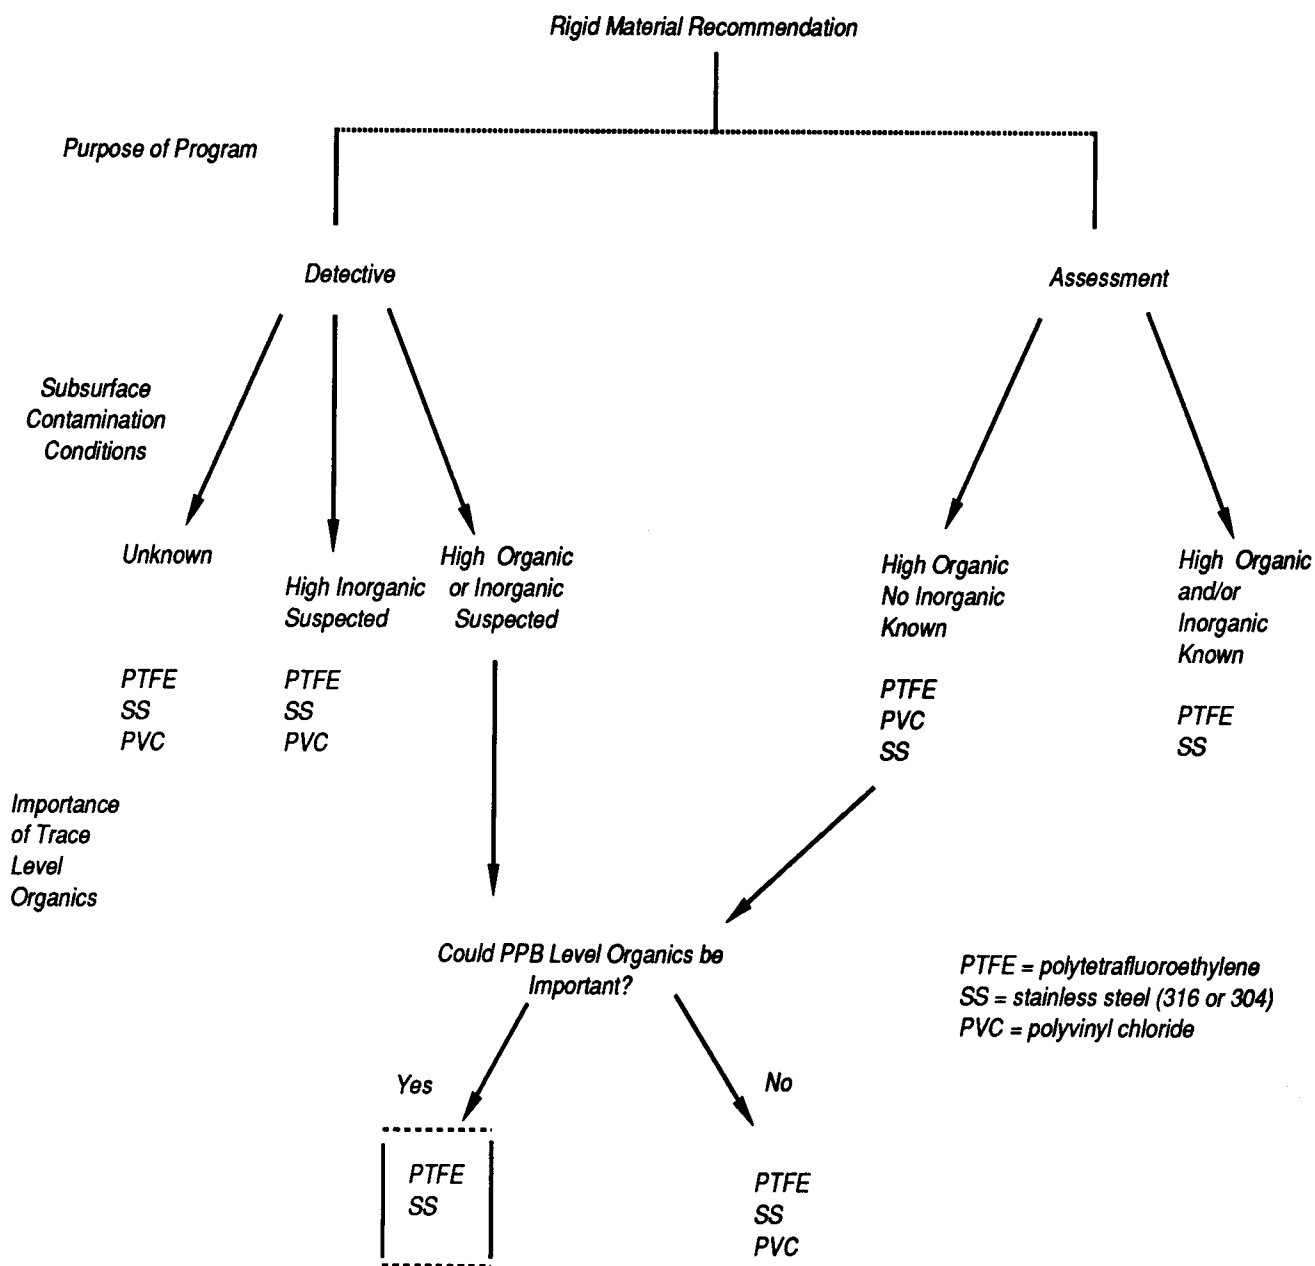 Rigid Material Recommendation
Purpose of Program
Detective
Assessment
Subsurface
Contamination
Conditions
Unknown
High Inorganic
Suspected
High Organic
or Inorganic
Suspected
High Organic
No Inorganic
Known
High Organic
and/or
Inorganic
Known
PTFE
SS
PVC
PTFE
SS
PVC
PTFE
PVC
SS
PTFE
SS
Importance
of Trace
Level
Organics
Could PPB Level Organics be
Important?
PTFE = polytetrafluoroethylene
SS = stainless steel (316 or 304)
PVC = polyvinyl chloride
Yes
No
PTFE
SS
PTFE
SS
PVC